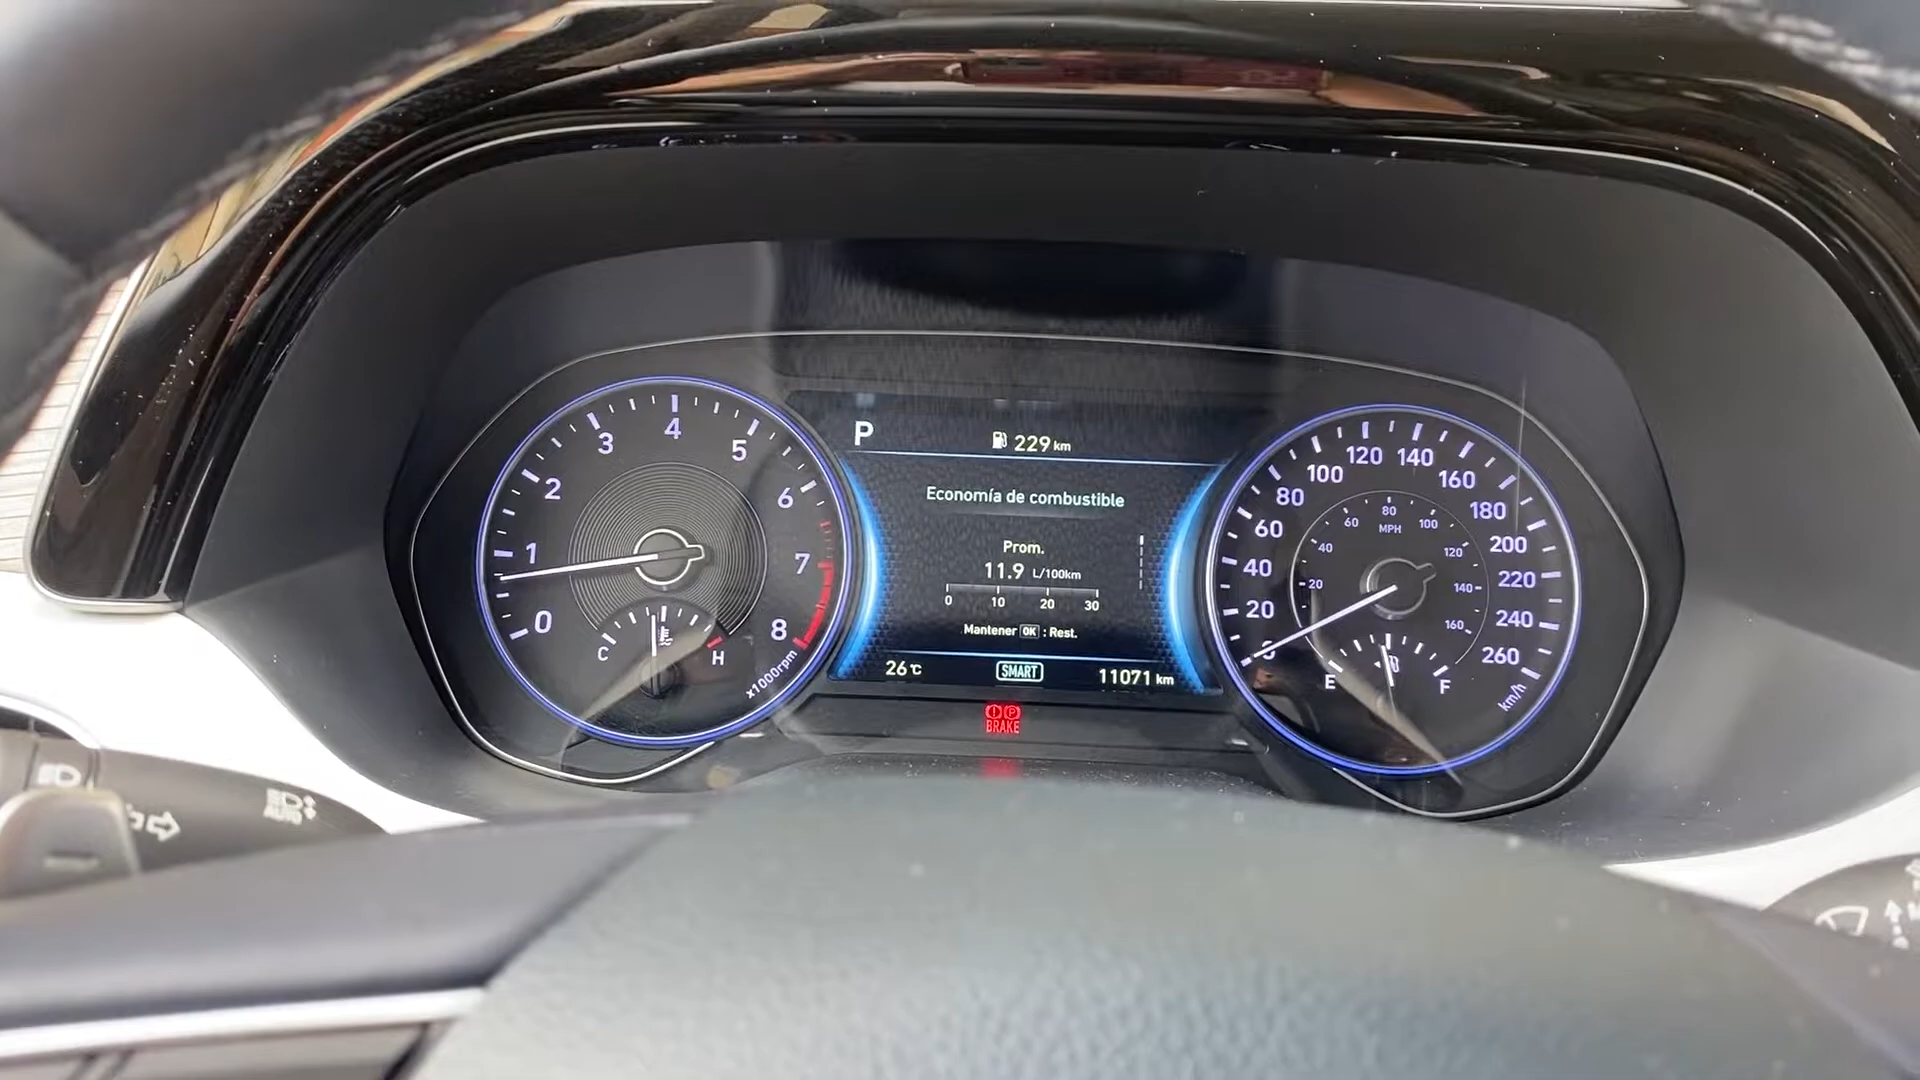 0
1
2
3
4
5
6
7
8
x1000rpm
C
H
P
229 km
Economía de combustible
Prom.
11.9 L/100km
0 10 20 30
Mantener OK : Rest.
26℃
SMART
11071 km
P
BRAKE
0
20
40
60
80
100
120
140
160
180
200
220
240
260
km/h
20
40
60
80
100
120
140
160
MPH
E
F
AUTO